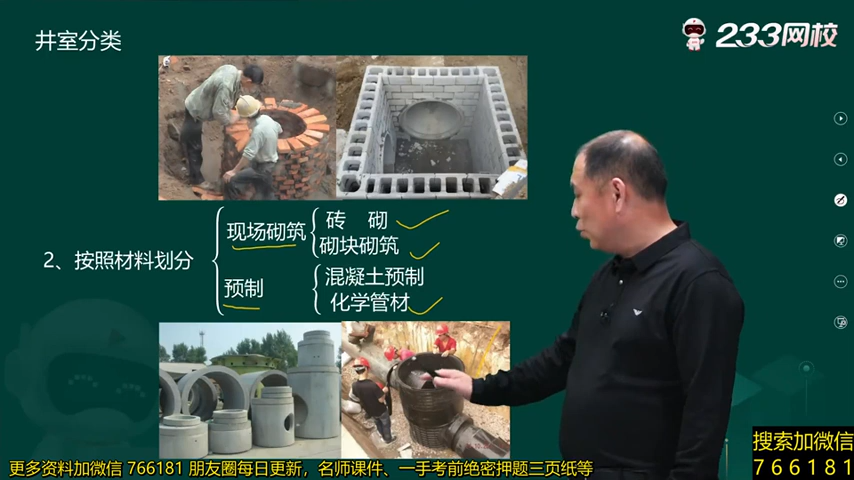 井室分类
233网校
2、按照材料划分
现场砌筑
砖 砌
砌块砌筑
预制
混凝土预制
化学管材
搜索加微信
766181
更多资料加微信 766181 朋友圈每日更新，名师课件、一手考前绝密押题三页纸等